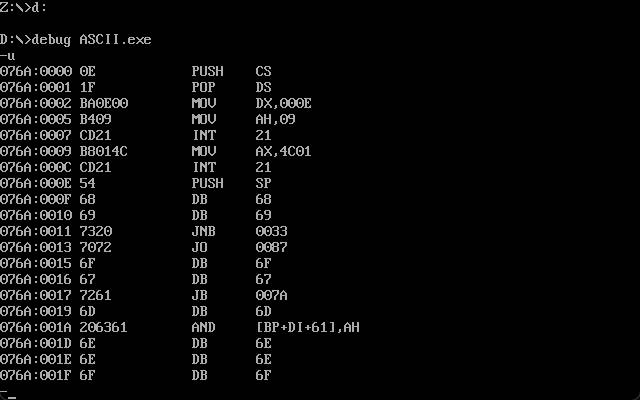 Z:\>d:
D:\>debug ASCII.exe
-u
076A:0000 0E PUSH CS
076A:0001 1F POP DS
076A:0002 BA0E00 MOV DX,000E
076A:0005 B409 MOV AH,09
076A:0007 CD21 INT 21
076A:0009 B8014C MOV AX,4C01
076A:000C CD21 INT 21
076A:000E 54 PUSH SP
076A:000F 68 DB 68
076A:0010 69 DB 69
076A:0011 7320 JNB 0033
076A:0013 7072 JO 0087
076A:0015 6F DB 6F
076A:0016 67 DB 67
076A:0017 7261 JB 007A
076A:0019 6D DB 6D
076A:001A 206361 AND [BP+DI+61],AH
076A:001D 6E DB 6E
076A:001E 6E DB 6E
076A:001F 6F DB 6F
-_